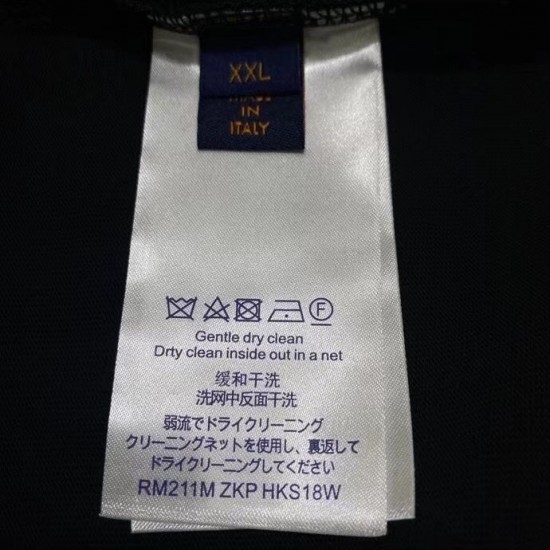 XXL
MADE
IN
ITALY
F
Gentle dry clean
Drty clean inside out in a net
缓和干洗
洗网中反面干洗
弱流でドライクリーニング
クリーニングネットを使用し、裏返して
ドライクリーニングしてください
RM211M ZKP HKS18W